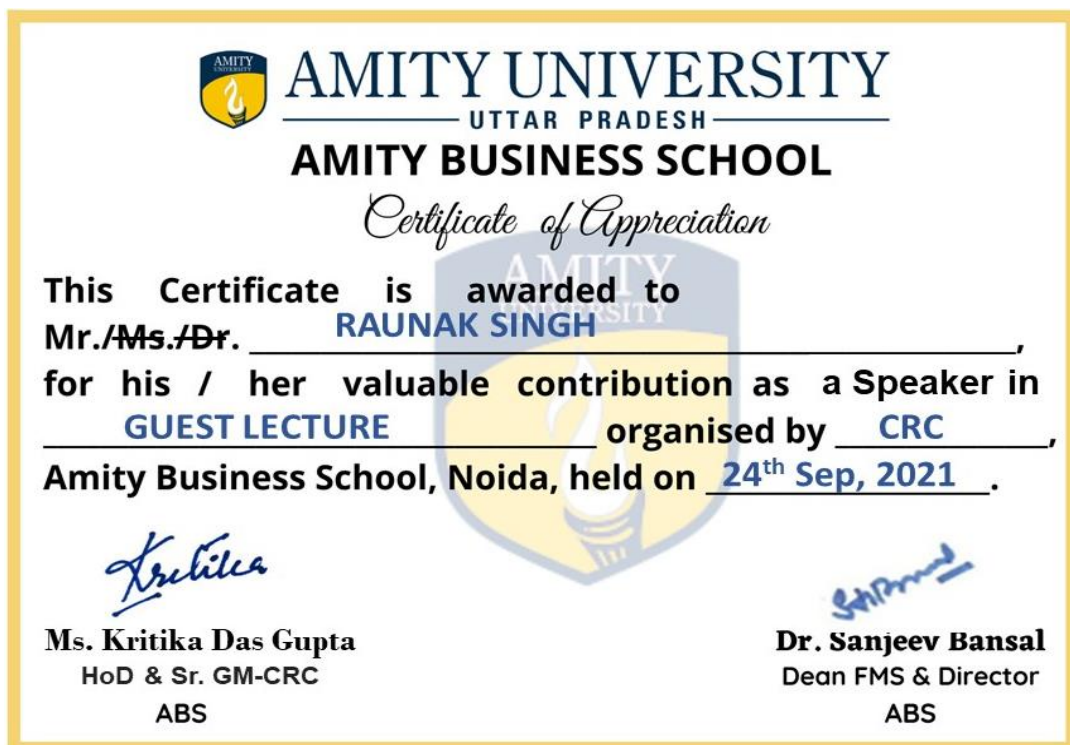 AMITY UNIVERSITY
AMITY UNIVERSITY
UTTAR PRADESH
AMITY BUSINESS SCHOOL
Certificate of Appreciation
AMITY
UNIVERSITY
This Certificate is awarded to
Mr./Ms./Dr. RAUNAK SINGH,
for his / her valuable contribution as a Speaker in
GUEST LECTURE organised by CRC,
Amity Business School, Noida, held on 24th Sep, 2021.
Kritika
Ms. Kritika Das Gupta
HoD & Sr. GM-CRC
ABS
Dr. Sanjeev Bansal
Dean FMS & Director
ABS